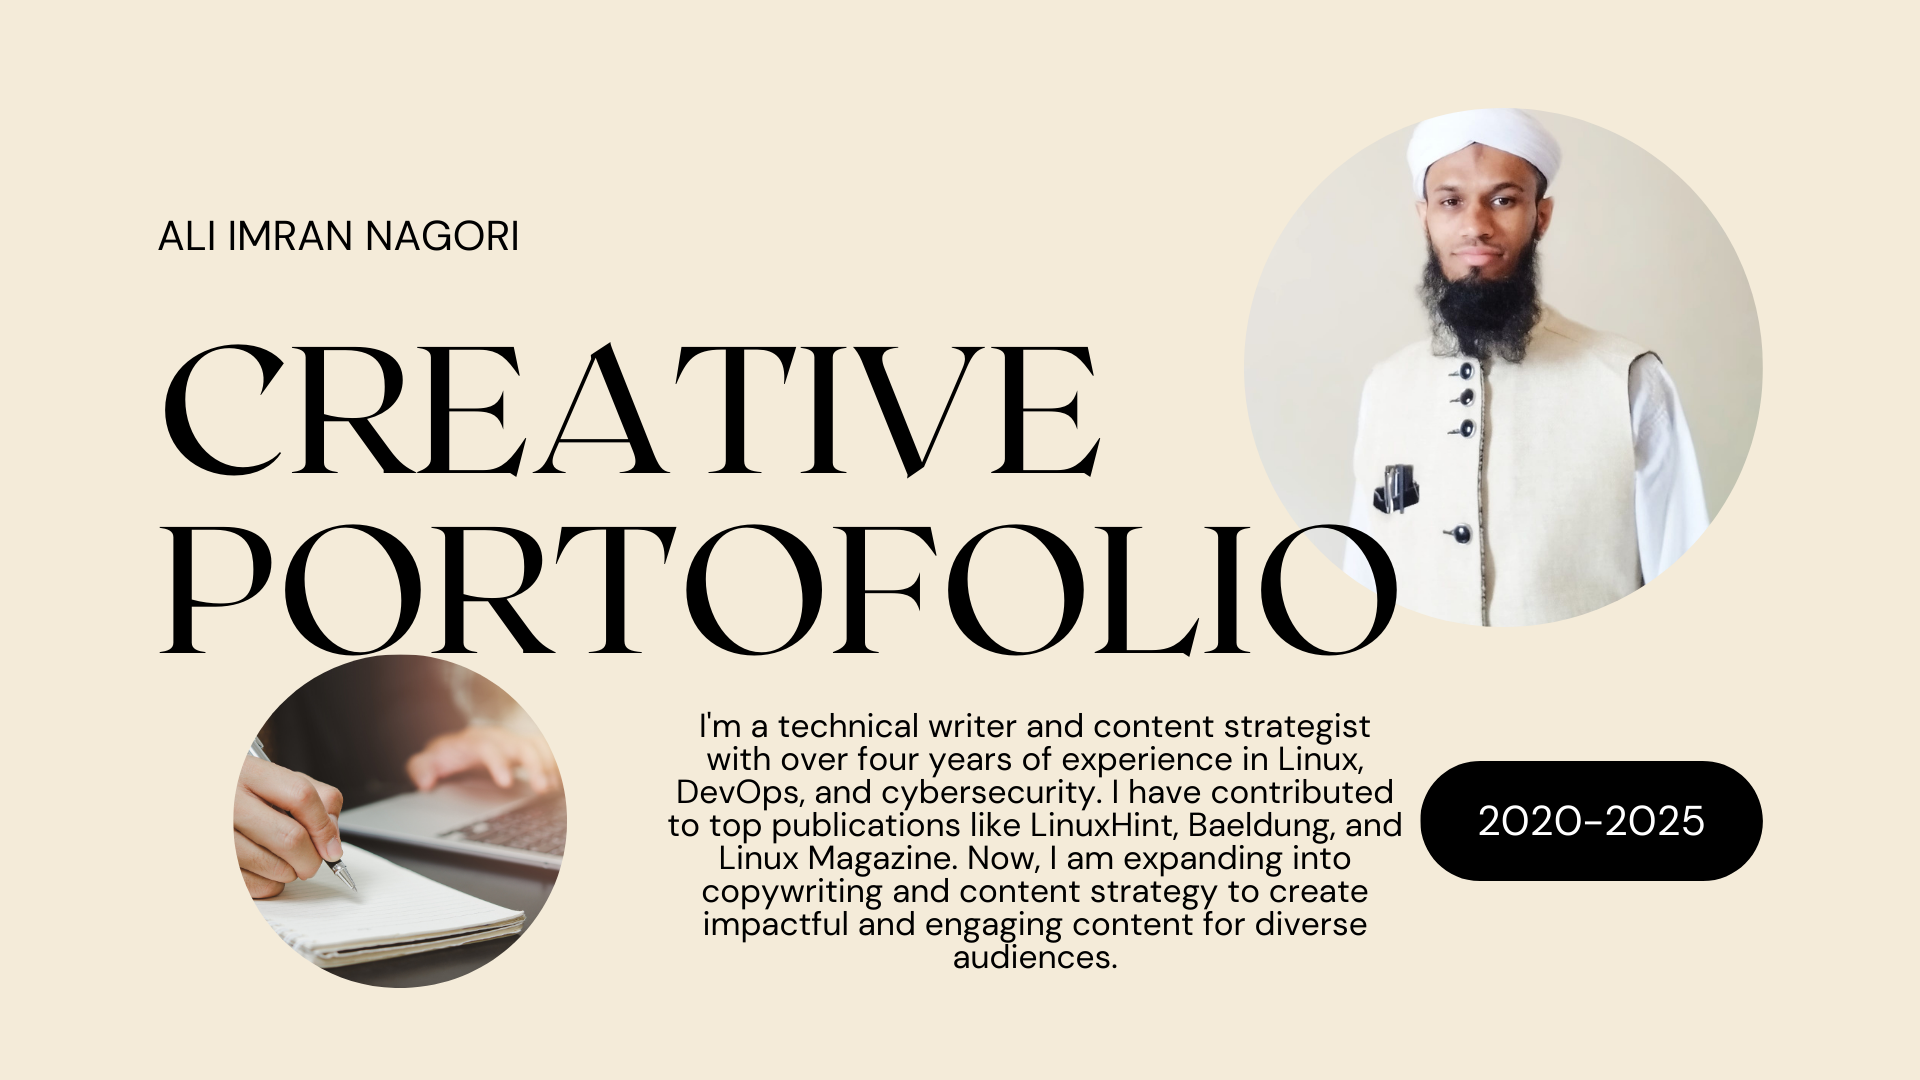 ALI IMRAN NAGORI
CREATIVE
PORTOFOLIO
I'm a technical writer and content strategist
with over four years of experience in Linux,
DevOps, and cybersecurity. I have contributed
to top publications like LinuxHint, Baeldung, and
Linux Magazine. Now, I am expanding into
copywriting and content strategy to create
impactful and engaging content for diverse
audiences.
2020-2025